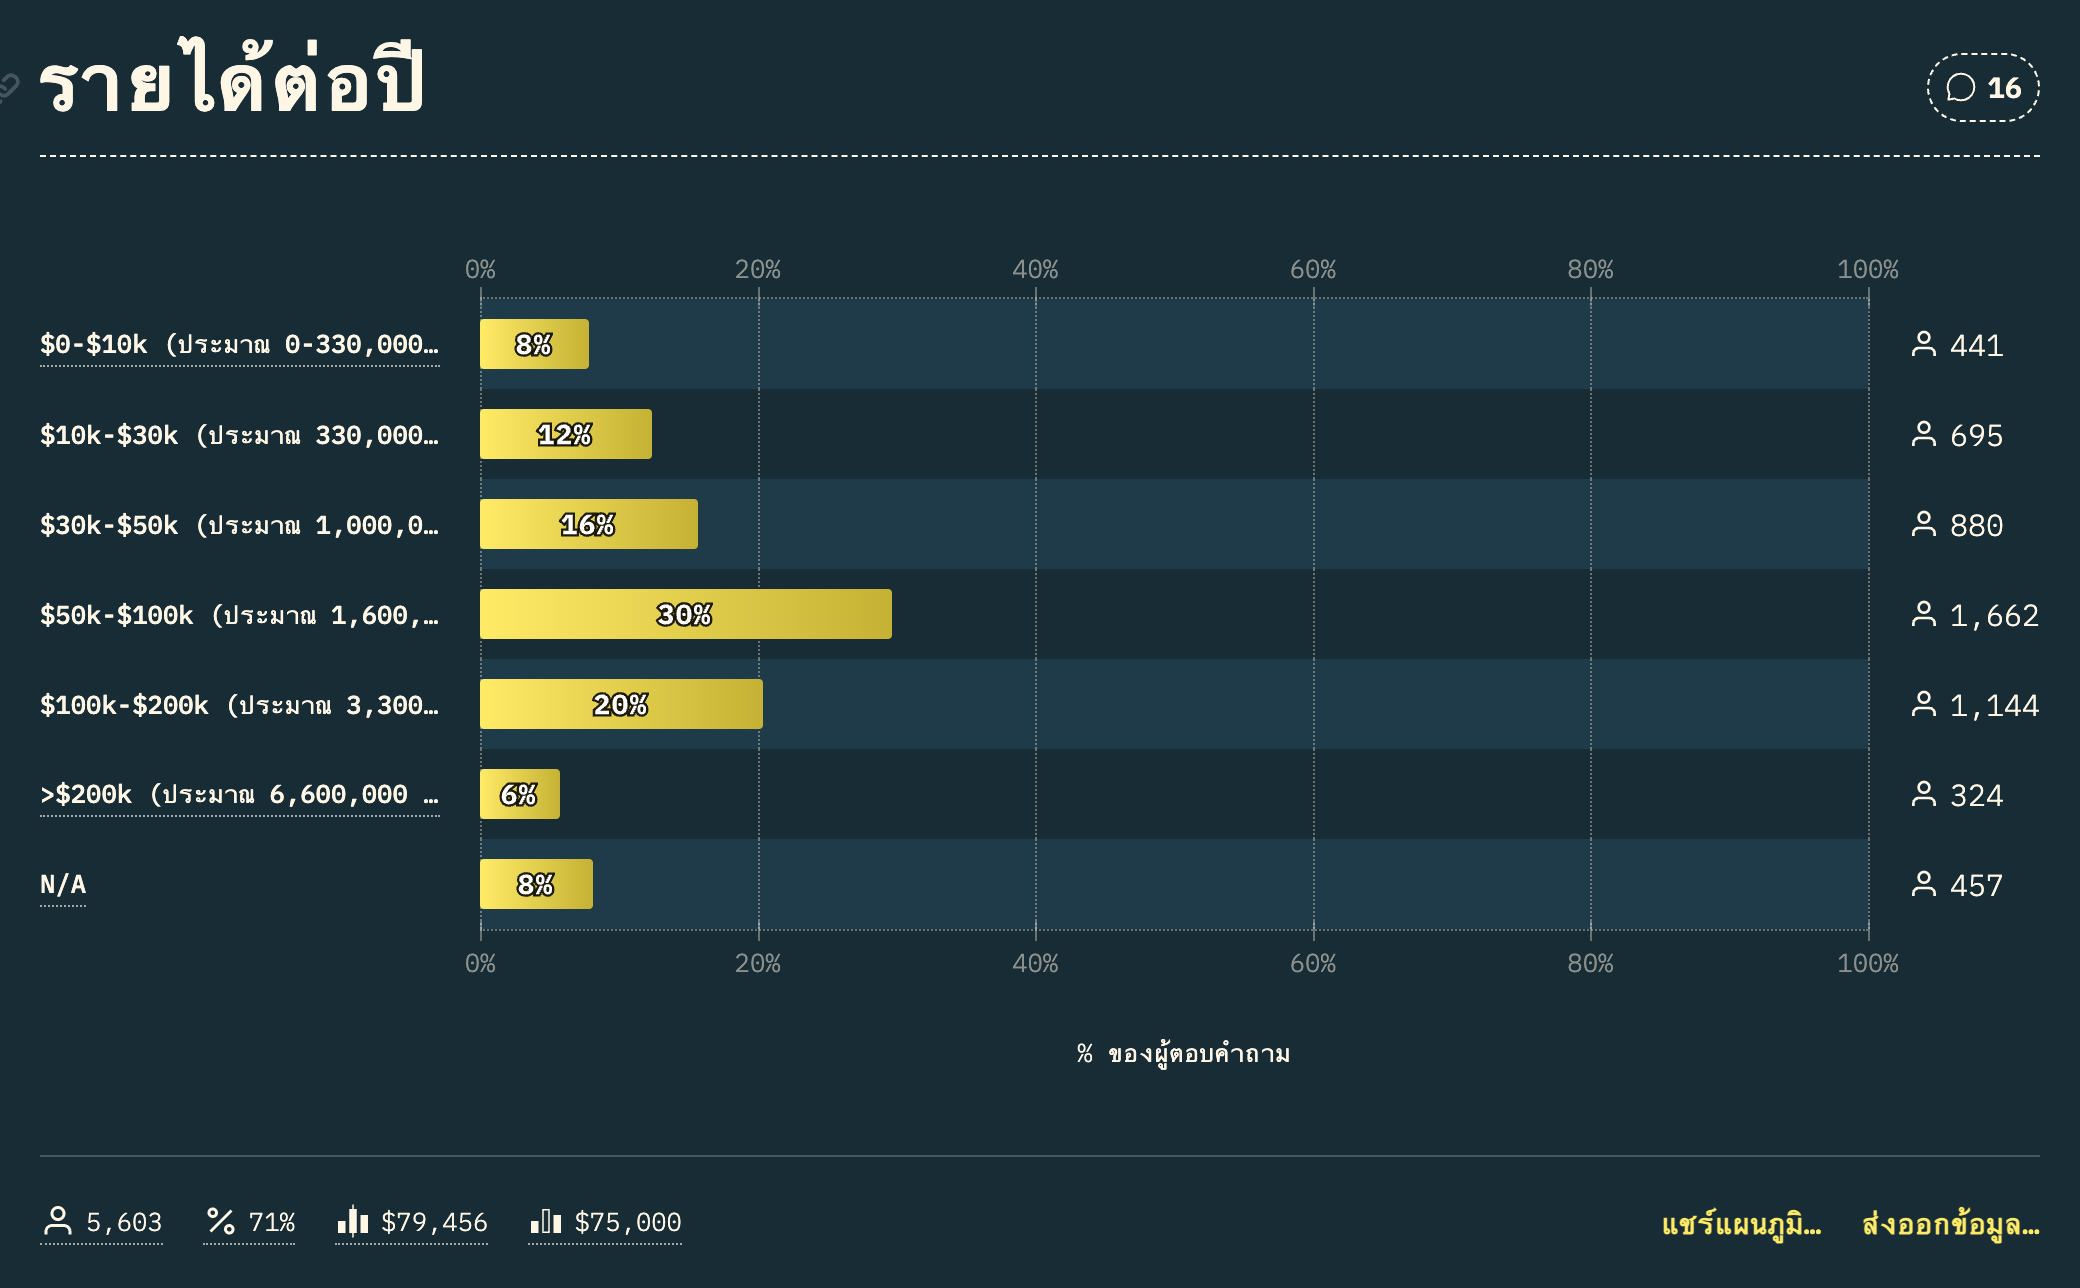 รายได้ต่อปี
16
0% 20% 40% 60% 80% 100%
$0-$10k (ประมาณ 0-330,000… 8% 441
$10k-$30k (ประมาณ 330,000… 12% 695
$30k-$50k (ประมาณ 1,000,0… 16% 880
$50k-$100k (ประมาณ 1,600,… 30% 1,662
$100k-$200k (ประมาณ 3,300… 20% 1,144
>$200k (ประมาณ 6,600,000 … 6% 324
N/A 8% 457
0% 20% 40% 60% 80% 100%
% ของผู้ตอบคำถาม
5,603 71% $79,456 $75,000 แชร์แผนภูมิ… ส่งออกข้อมูล…